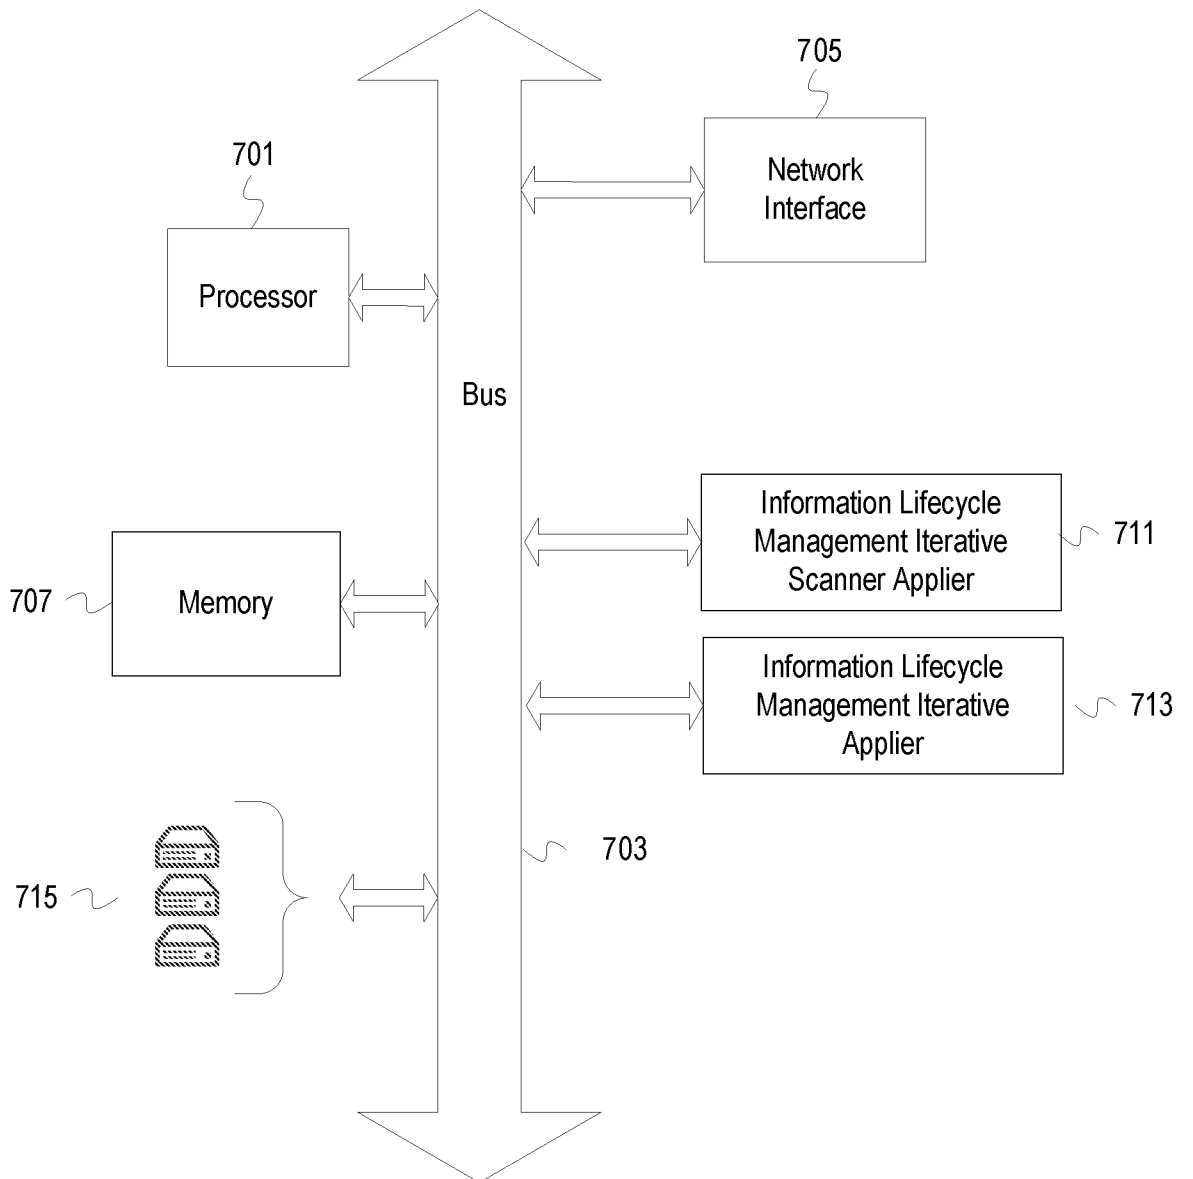 705
Network
Interface
701
Processor
Bus
Information Lifecycle
Management Iterative
Scanner Applier
711
707
Memory
Information Lifecycle
Management Iterative
Applier
713
703
715